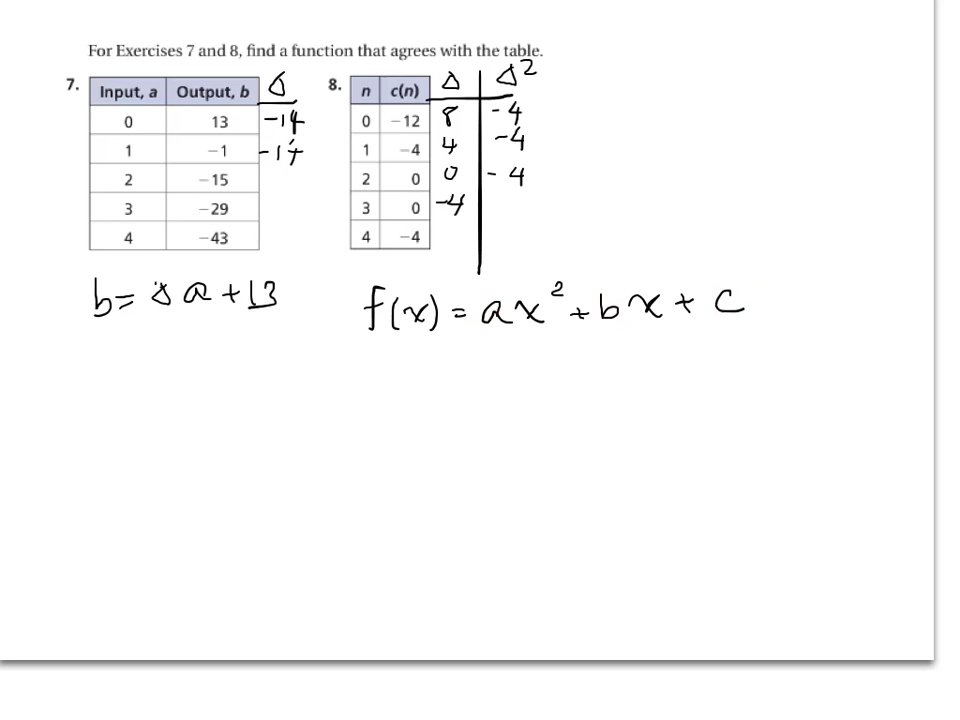 For Exercises 7 and 8, find a function that agrees with the table.
7.
Input, a Output, b Δ
0 13 -14
1 -1 -14
2 -15
3 -29
4 -43
b= Δ a +13
8.
n c(n) Δ Δ²
0 -12 8 -4
1 -4 4 -4
2 0 0 -4
3 0 -4
4 -4
f(x) = ax² + bx + c